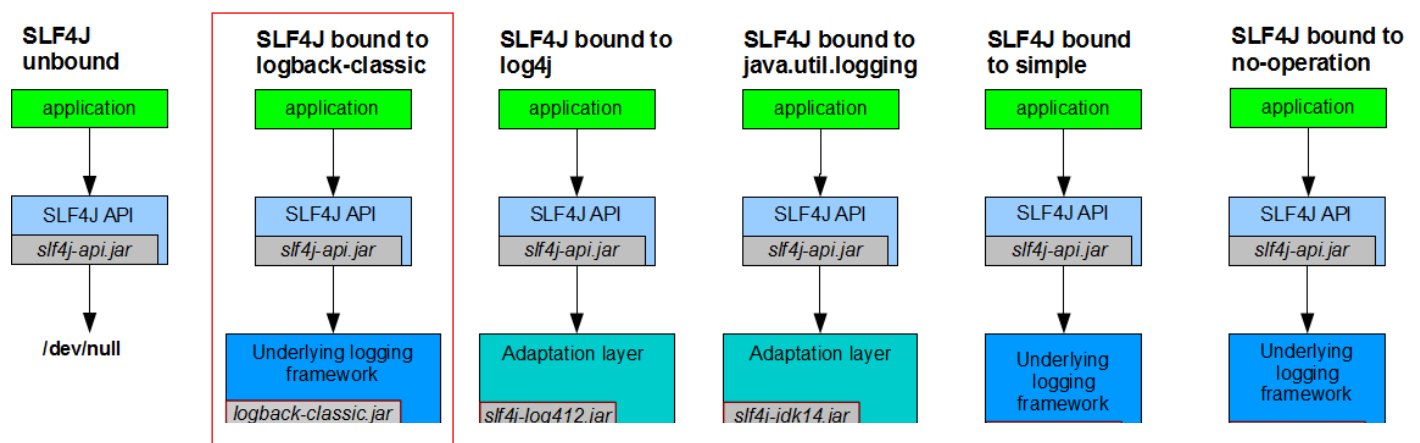 SLF4J
unbound
application
SLF4J API
slf4j-api.jar
/dev/null
SLF4J bound to
logback-classic
application
SLF4J API
slf4j-api.jar
Underlying logging
framework
logback-classic.jar
SLF4J bound to
log4j
application
SLF4J API
slf4j-api.jar
Adaptation layer
slf4j-log412.jar
SLF4J bound to
java.util.logging
application
SLF4J API
slf4j-api.jar
Adaptation layer
slf4j-jdk14.jar
SLF4J bound
to simple
application
SLF4J API
slf4j-api.jar
Underlying
logging
framework
SLF4J bound to
no-operation
application
SLF4J API
slf4j-api.jar
Underlying
logging
framework